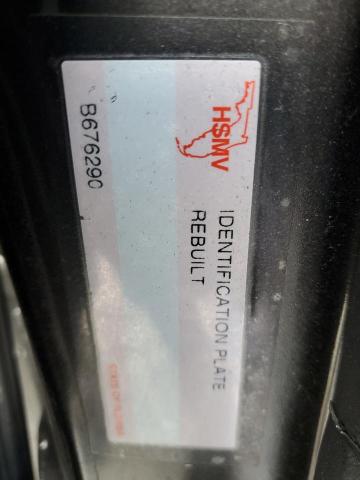 HSMV
IDENTIFICATION PLATE
REBUILT
B676290